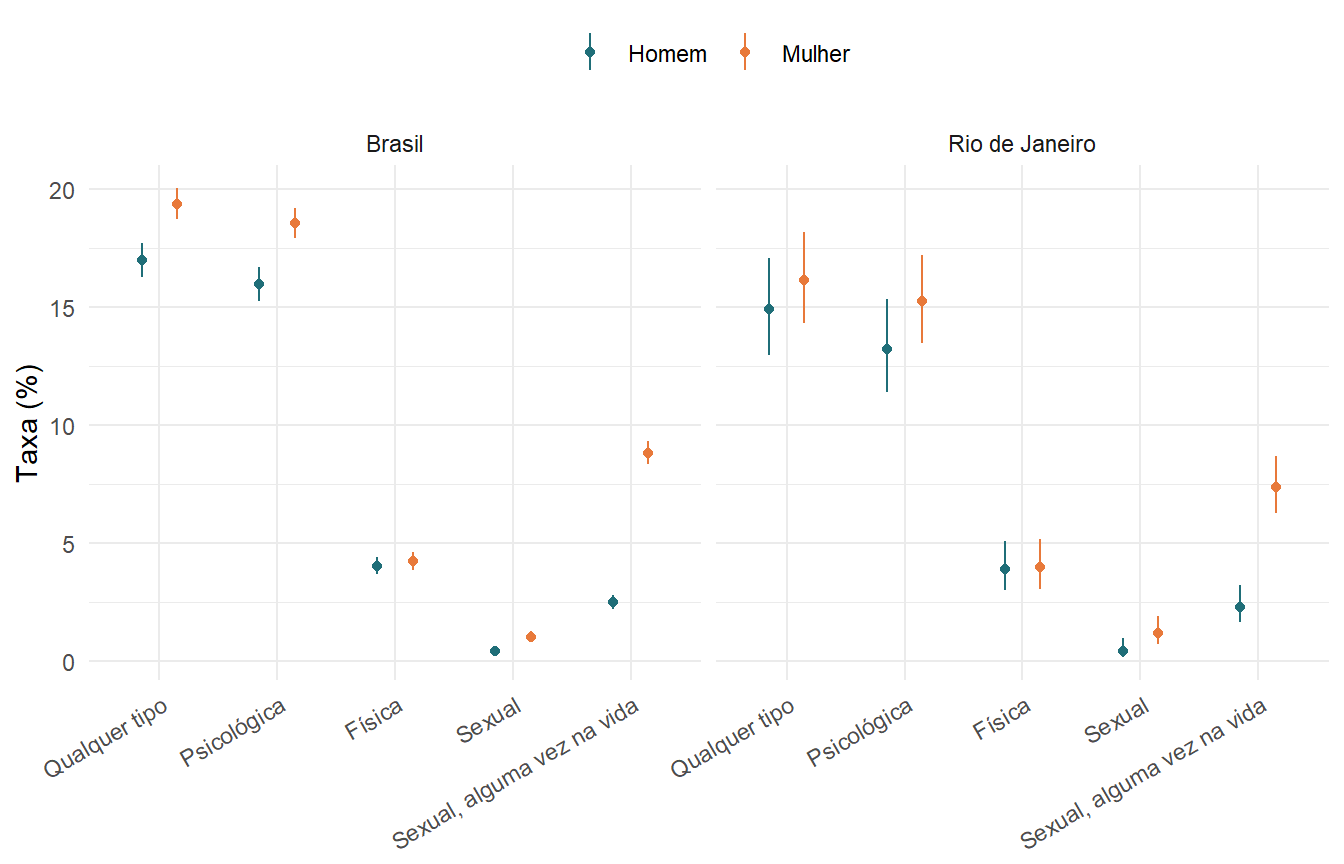 Homem
Mulher
Brasil
Rio de Janeiro
Taxa (%)
20
15
10
5
0
Qualquer tipo
Psicológica
Física
Sexual
Sexual, alguma vez na vida
Qualquer tipo
Psicológica
Física
Sexual
Sexual, alguma vez na vida